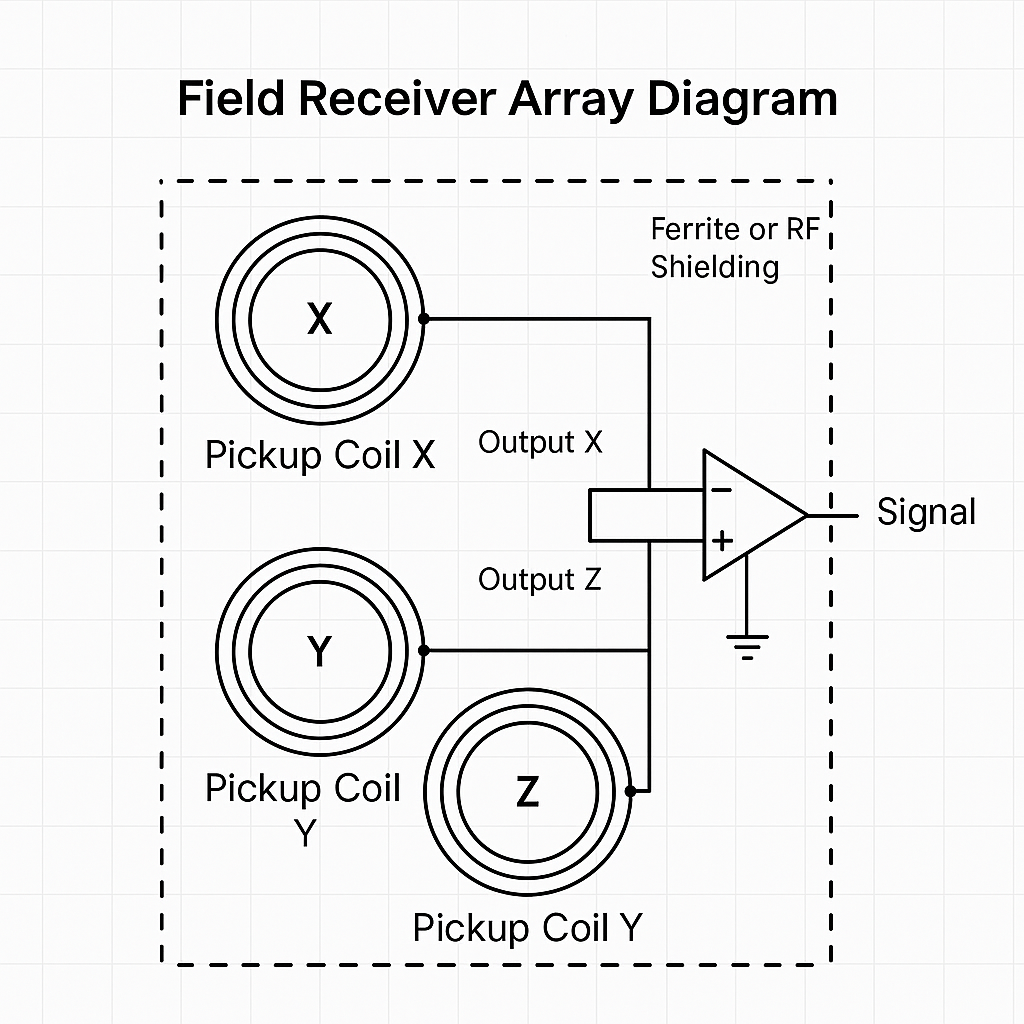 Field Receiver Array Diagram
Ferrite or RF
Shielding
X
Pickup Coil X
Output X
−
+
Signal
Output Z
Y
Pickup Coil
Y
Z
Pickup Coil Y